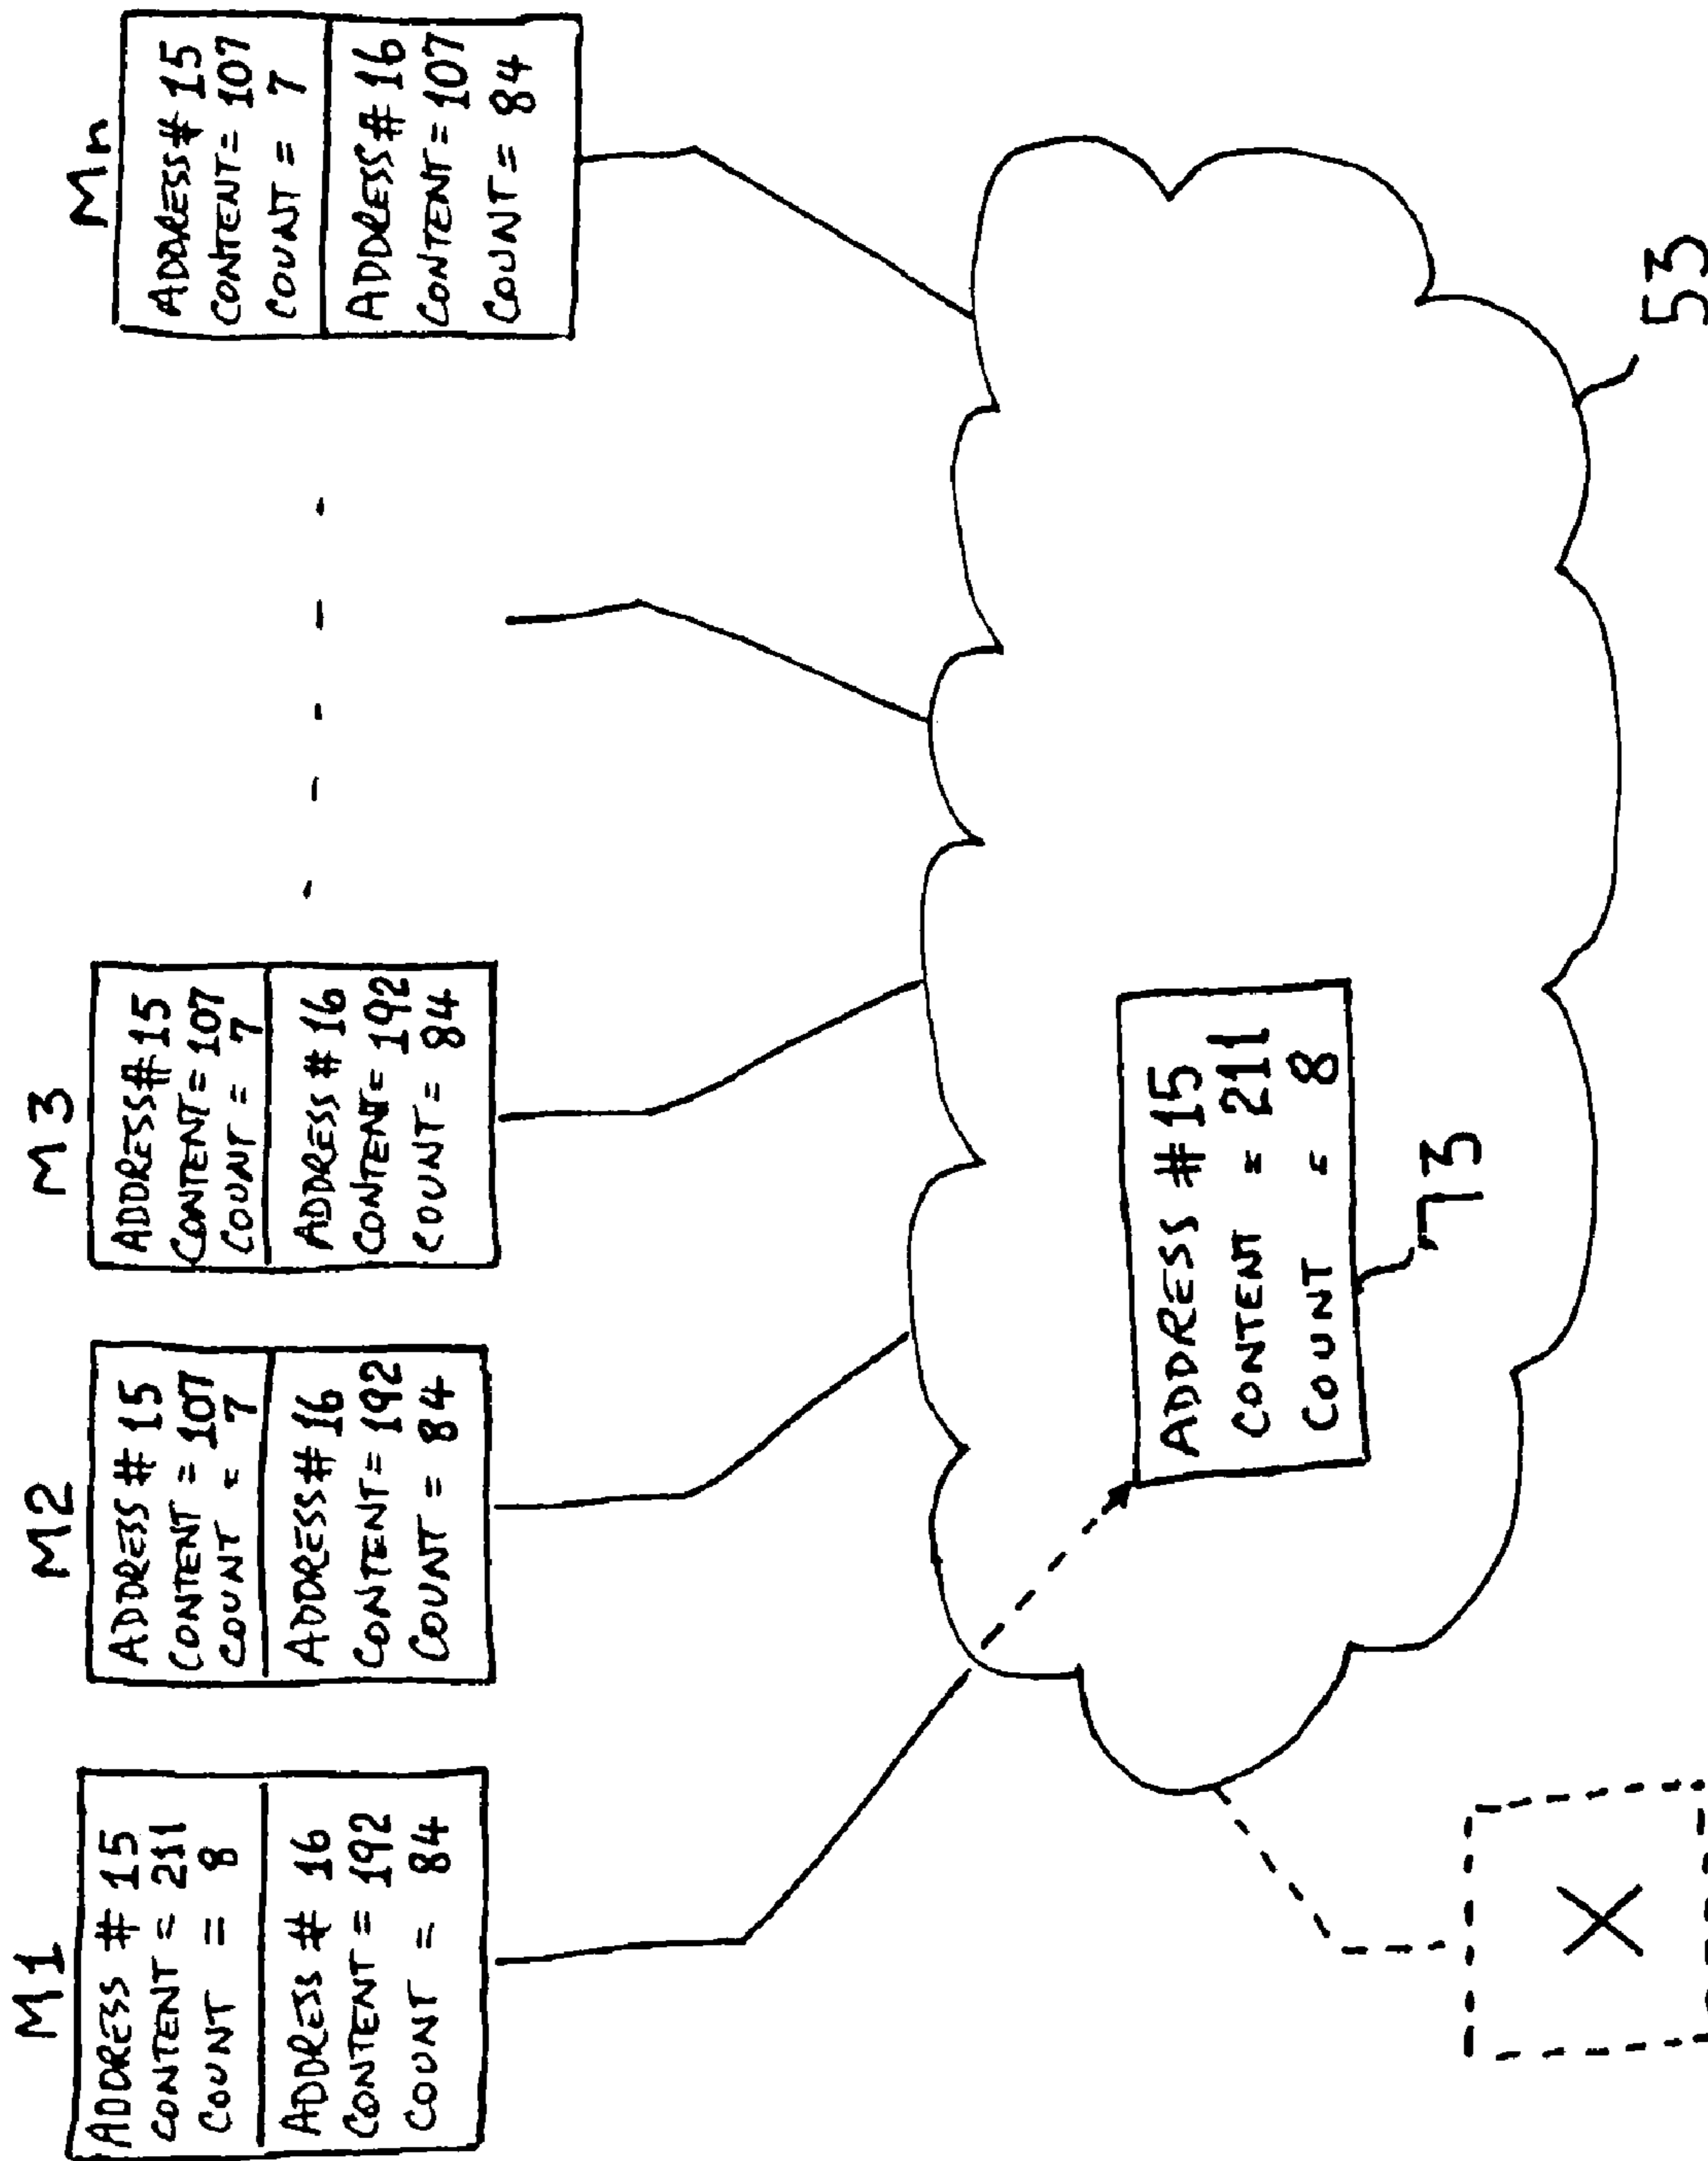 M1
ADDRESS # 15
CONTENT = 211
COUNT = 8
ADDRESS # 16
CONTENT = 192
COUNT = 84
M2
ADDRESS # 15
CONTENT = 107
COUNT = 7
ADDRESS # 16
CONTENT = 192
COUNT = 84
M3
ADDRESS # 15
CONTENT = 107
COUNT = 7
ADDRESS # 16
CONTENT = 192
COUNT = 84
Mn
ADDRESS # 15
CONTENT = 107
COUNT = 7
ADDRESS # 16
CONTENT = 107
COUNT = 84
ADDRESS #15
CONTENT = 211
COUNT = 8
73
53
X